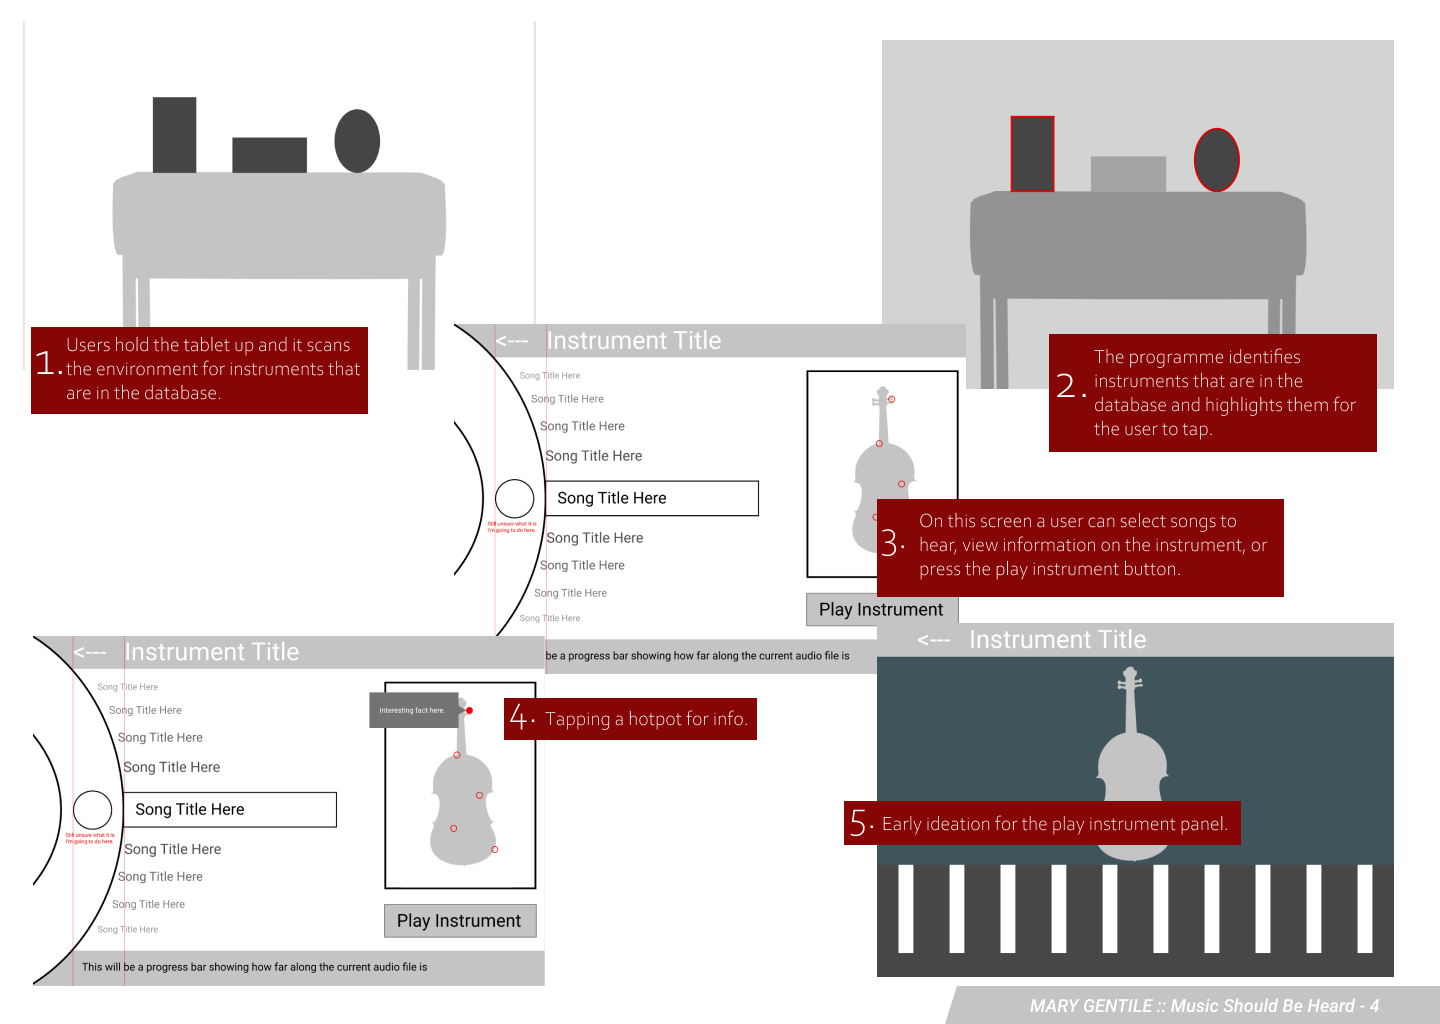 1. Users hold the tablet up and it scans
the environment for instruments that
are in the database.
2. The programme identifies
instruments that are in the
database and highlights them for
the user to tap.
<--- Instrument Title
Song Title Here
Song Title Here
Song Title Here
Song Title Here
Song Title Here
Song Title Here
Song Title Here
Song Title Here
Song Title Here
Still unsure what it is
I'm going to do here.
Play Instrument
be a progress bar showing how far along the current audio file is
3. On this screen a user can select songs to
hear, view information on the instrument, or
press the play instrument button.
<--- Instrument Title
Song Title Here
Song Title Here
Song Title Here
Song Title Here
Song Title Here
Song Title Here
Song Title Here
Song Title Here
Song Title Here
Still unsure what it is
I'm going to do here.
Interesting fact here.
Play Instrument
This will be a progress bar showing how far along the current audio file is
4. Tapping a hotpot for info.
<--- Instrument Title
5. Early ideation for the play instrument panel.
MARY GENTILE :: Music Should Be Heard - 4